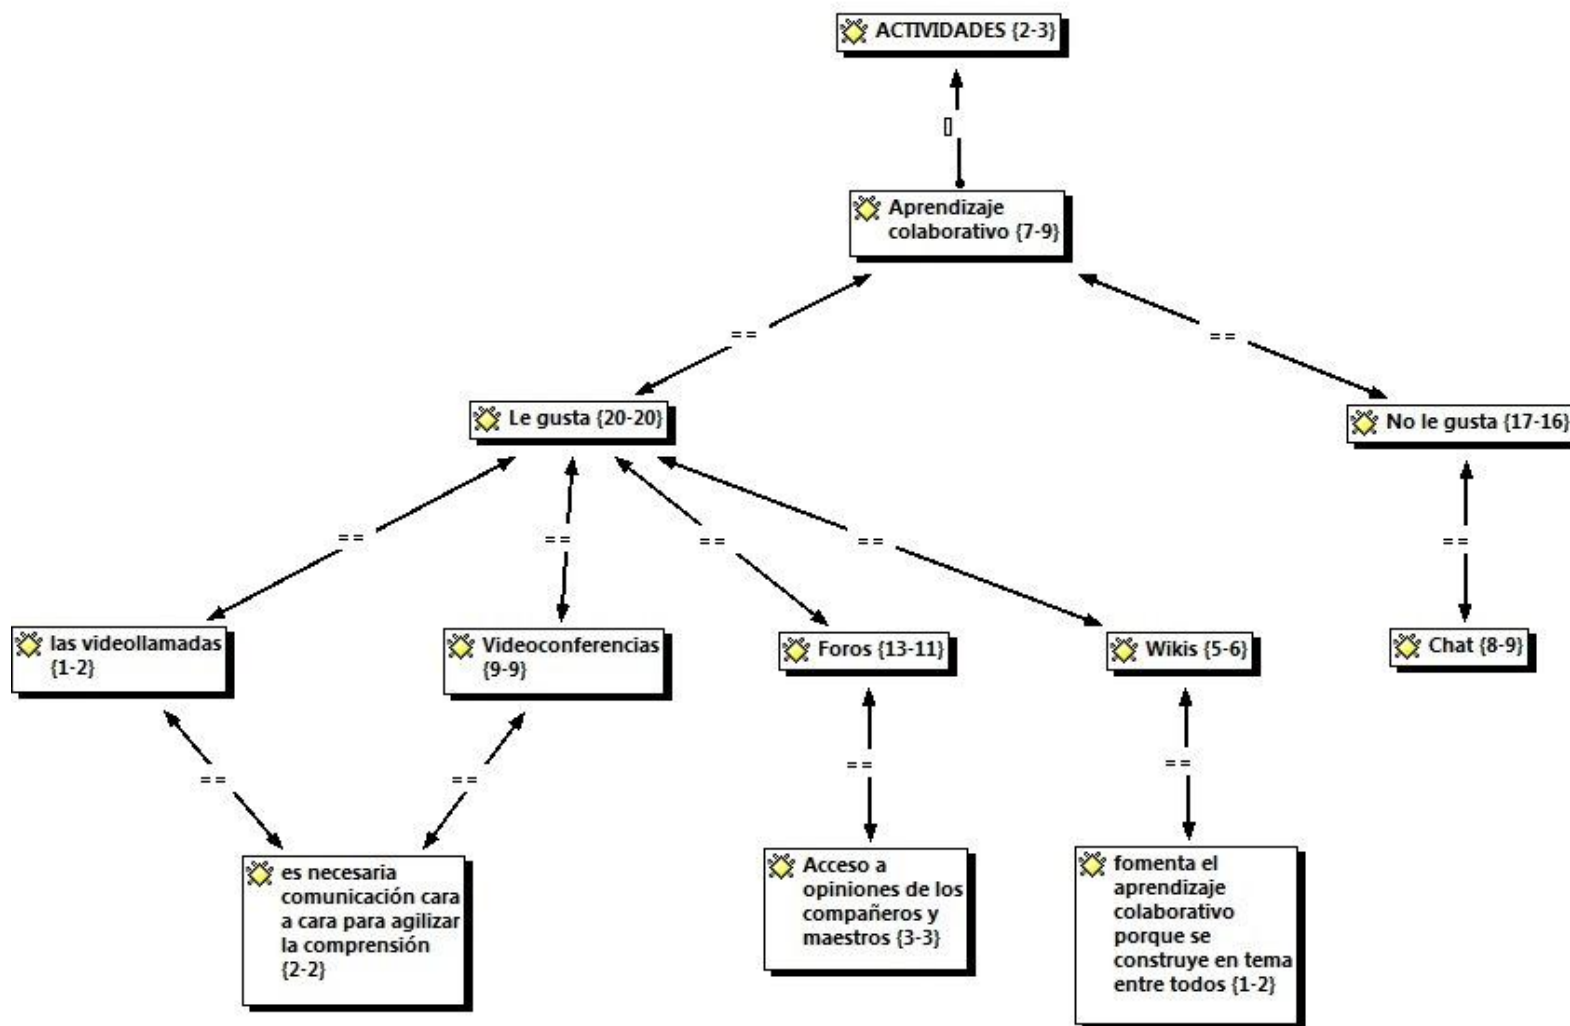 ACTIVIDADES {2-3}
[]
Aprendizaje
colaborativo {7-9}
==
==
Le gusta {20-20}
No le gusta {17-16}
==
==
==
==
==
las videollamadas
{1-2}
Videoconferencias
{9-9}
Foros {13-11}
Wikis {5-6}
Chat {8-9}
==
==
==
==
es necesaria
comunicación cara
a cara para agilizar
la comprensión
{2-2}
Acceso a
opiniones de los
compañeros y
maestros {3-3}
fomenta el
aprendizaje
colaborativo
porque se
construye en tema
entre todos {1-2}